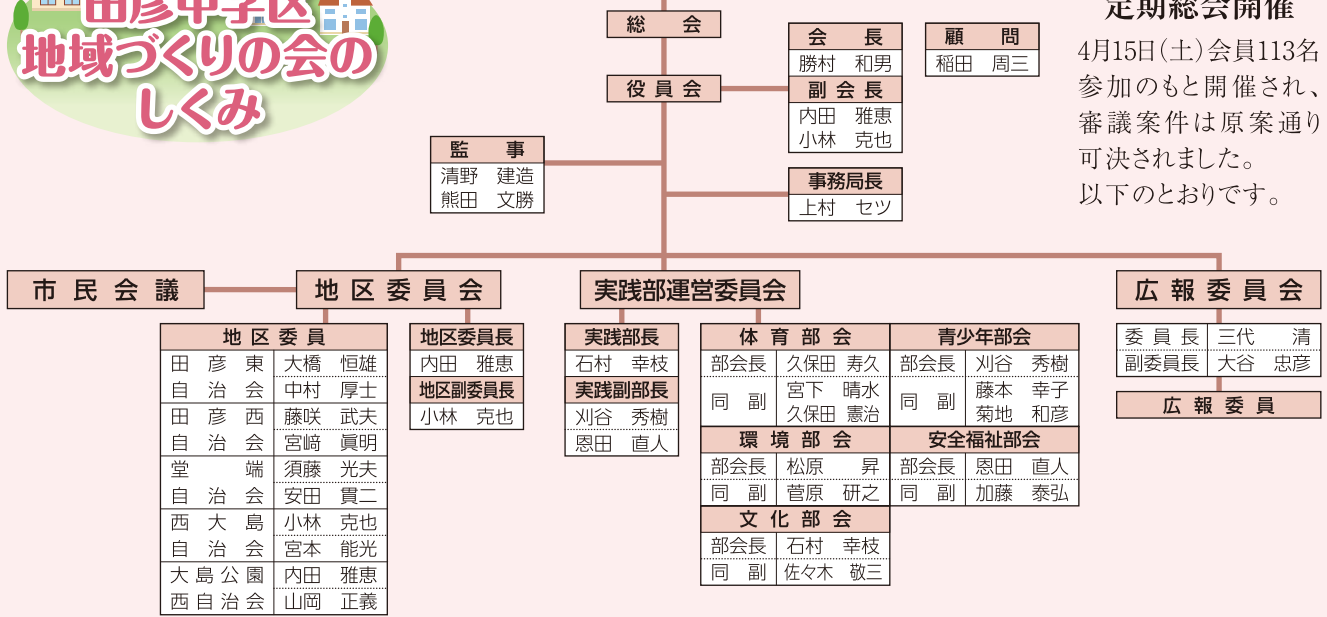 田彦中学区
地域づくりの会の
しくみ
定期総会開催
4月15日(土)会員113名
参加のもと開催され、
審議案件は原案通り
可決されました。
以下のとおりです。
総会
役員会
会長
勝村 和男
副会長
内田 雅恵
小林 克也
顧問
稲田 周三
監事
清野 建造
熊田 文勝
事務局長
上村 セツ
市民会議
地区委員会
地区委員
田彦東 大橋 恒雄
自治会 中村 厚士
田彦西 藤咲 武夫
自治会 宮﨑 眞明
堂端 須藤 光夫
自治会 安田 貫二
西大島 小林 克也
自治会 宮本 能光
大島公園 内田 雅恵
西自治会 山岡 正義
地区委員長
内田 雅恵
地区副委員長
小林 克也
実践部運営委員会
実践部長
石村 幸枝
実践副部長
刈谷 秀樹
恩田 直人
体育部会
部会長 久保田 寿久
同副 宮下 晴水
久保田 憲治
環境部会
部会長 松原 昇
同副 菅原 研之
文化部会
部会長 石村 幸枝
同副 佐々木 敬三
青少年部会
部会長 刈谷 秀樹
同副 藤本 幸子
菊地 和彦
安全福祉部会
部会長 恩田 直人
同副 加藤 泰弘
広報委員会
委員長 三代 清
副委員長 大谷 忠彦
広報委員